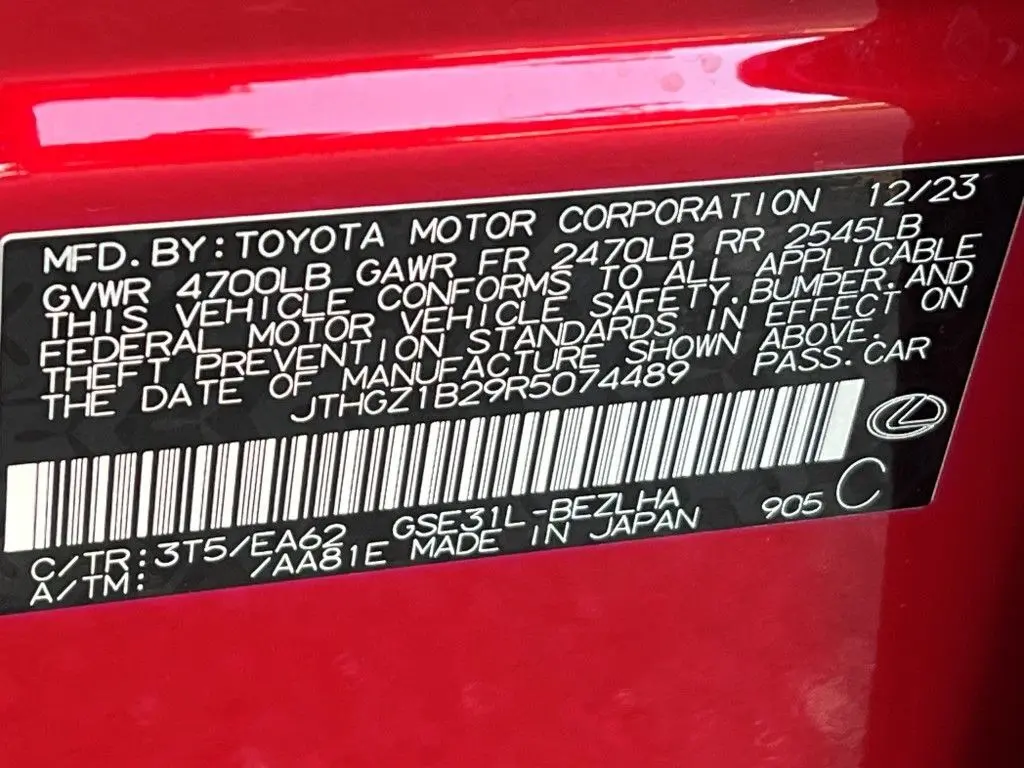 MFD. BY: TOYOTA MOTOR CORPORATION 12/23
GVWR 4700LB GAWR FR 2470LB RR 2545LB
THIS VEHICLE CONFORMS TO ALL APPLICABLE
FEDERAL MOTOR VEHICLE SAFETY, BUMPER, AND
THEFT PREVENTION STANDARDS IN EFFECT ON
THE DATE OF MANUFACTURE SHOWN ABOVE.
JTHGZ1B29R5074489 PASS. CAR
C/TR: 3T5/EA62 GSE31L-BEZLHA 905 C
A/TM: /AA81E MADE IN JAPAN